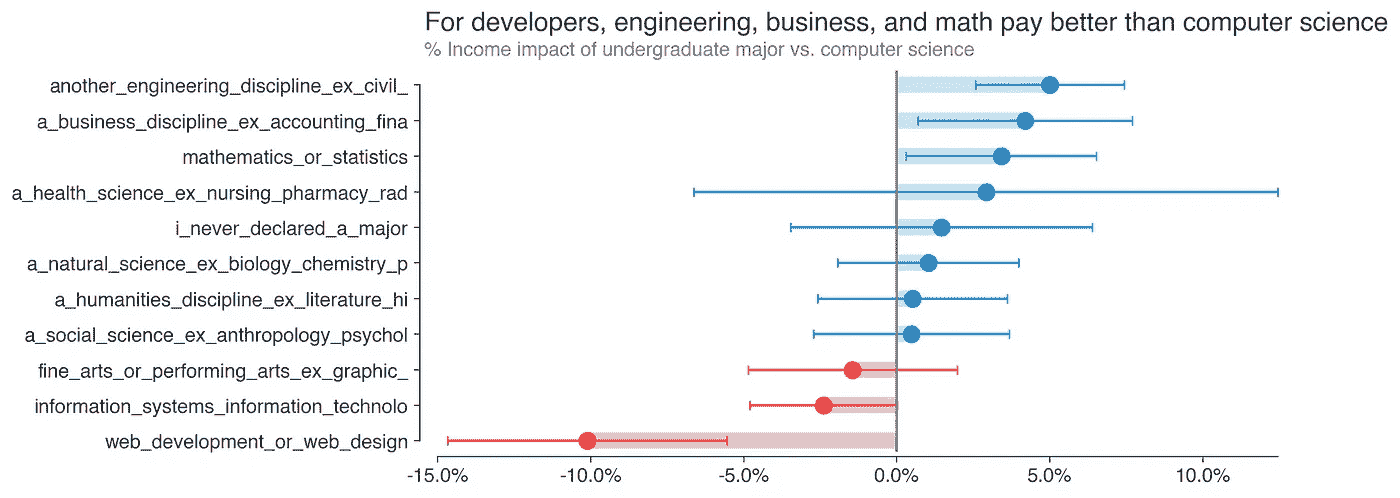 For developers, engineering, business, and math pay better than computer science
% Income impact of undergraduate major vs. computer science
another_engineering_discipline_ex_civil_
a_business_discipline_ex_accounting_fina
mathematics_or_statistics
a_health_science_ex_nursing_pharmacy_rad
i_never_declared_a_major
a_natural_science_ex_biology_chemistry_p
a_humanities_discipline_ex_literature_hi
a_social_science_ex_anthropology_psychol
fine_arts_or_performing_arts_ex_graphic_
information_systems_information_technolo
web_development_or_web_design
-15.0% -10.0% -5.0% 0.0% 5.0% 10.0%